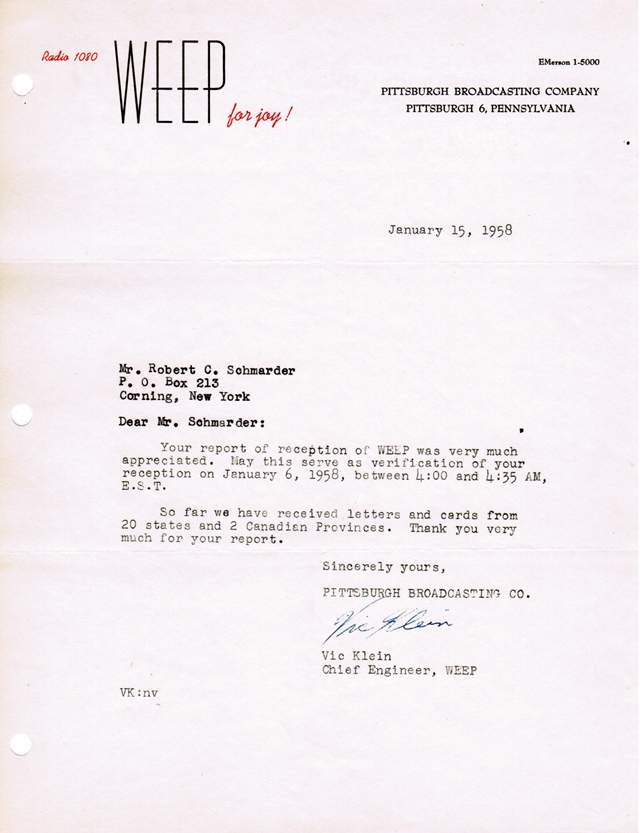 Radio 1080
WEEP
for joy!
EMerson 1-5000
PITTSBURGH BROADCASTING COMPANY
PITTSBURGH 6, PENNSYLVANIA
January 15, 1958
Mr. Robert C. Schmarder
P. O. Box 213
Corning, New York
Dear Mr. Schmarder:
Your report of reception of WEEP was very much
appreciated. May this serve as verification of your
reception on January 6, 1958, between 4:00 and 4:35 AM,
E.S.T.
So far we have received letters and cards from
20 states and 2 Canadian Provinces. Thank you very
much for your report.
Sincerely yours,
PITTSBURGH BROADCASTING CO.
Vic Klein
Vic Klein
Chief Engineer, WEEP
VK:nv